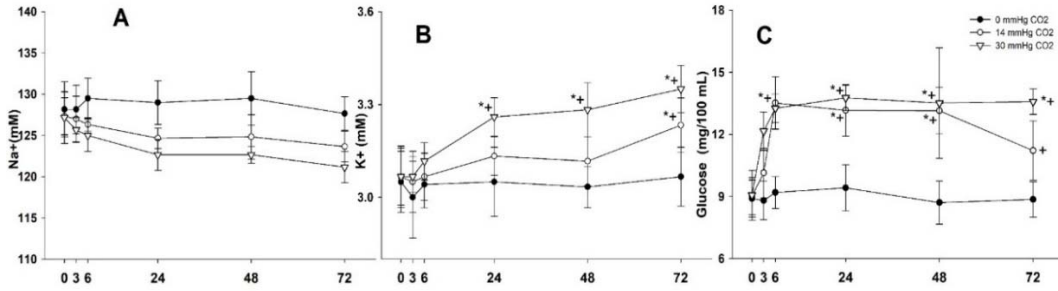 A
Na+(mM)
140
135
130
125
120
115
110
0 3 6 24 48 72
B
K+ (mM)
3.6
3.3
3.0
*+ *+ *+
*+
0 3 6 24 48 72
C
Glucose (mg/100 mL)
18
15
12
9
6
0 mmHg CO2
14 mmHg CO2
30 mmHg CO2
*+ *+ *+ *+
*+ *+
+
0 3 6 24 48 72